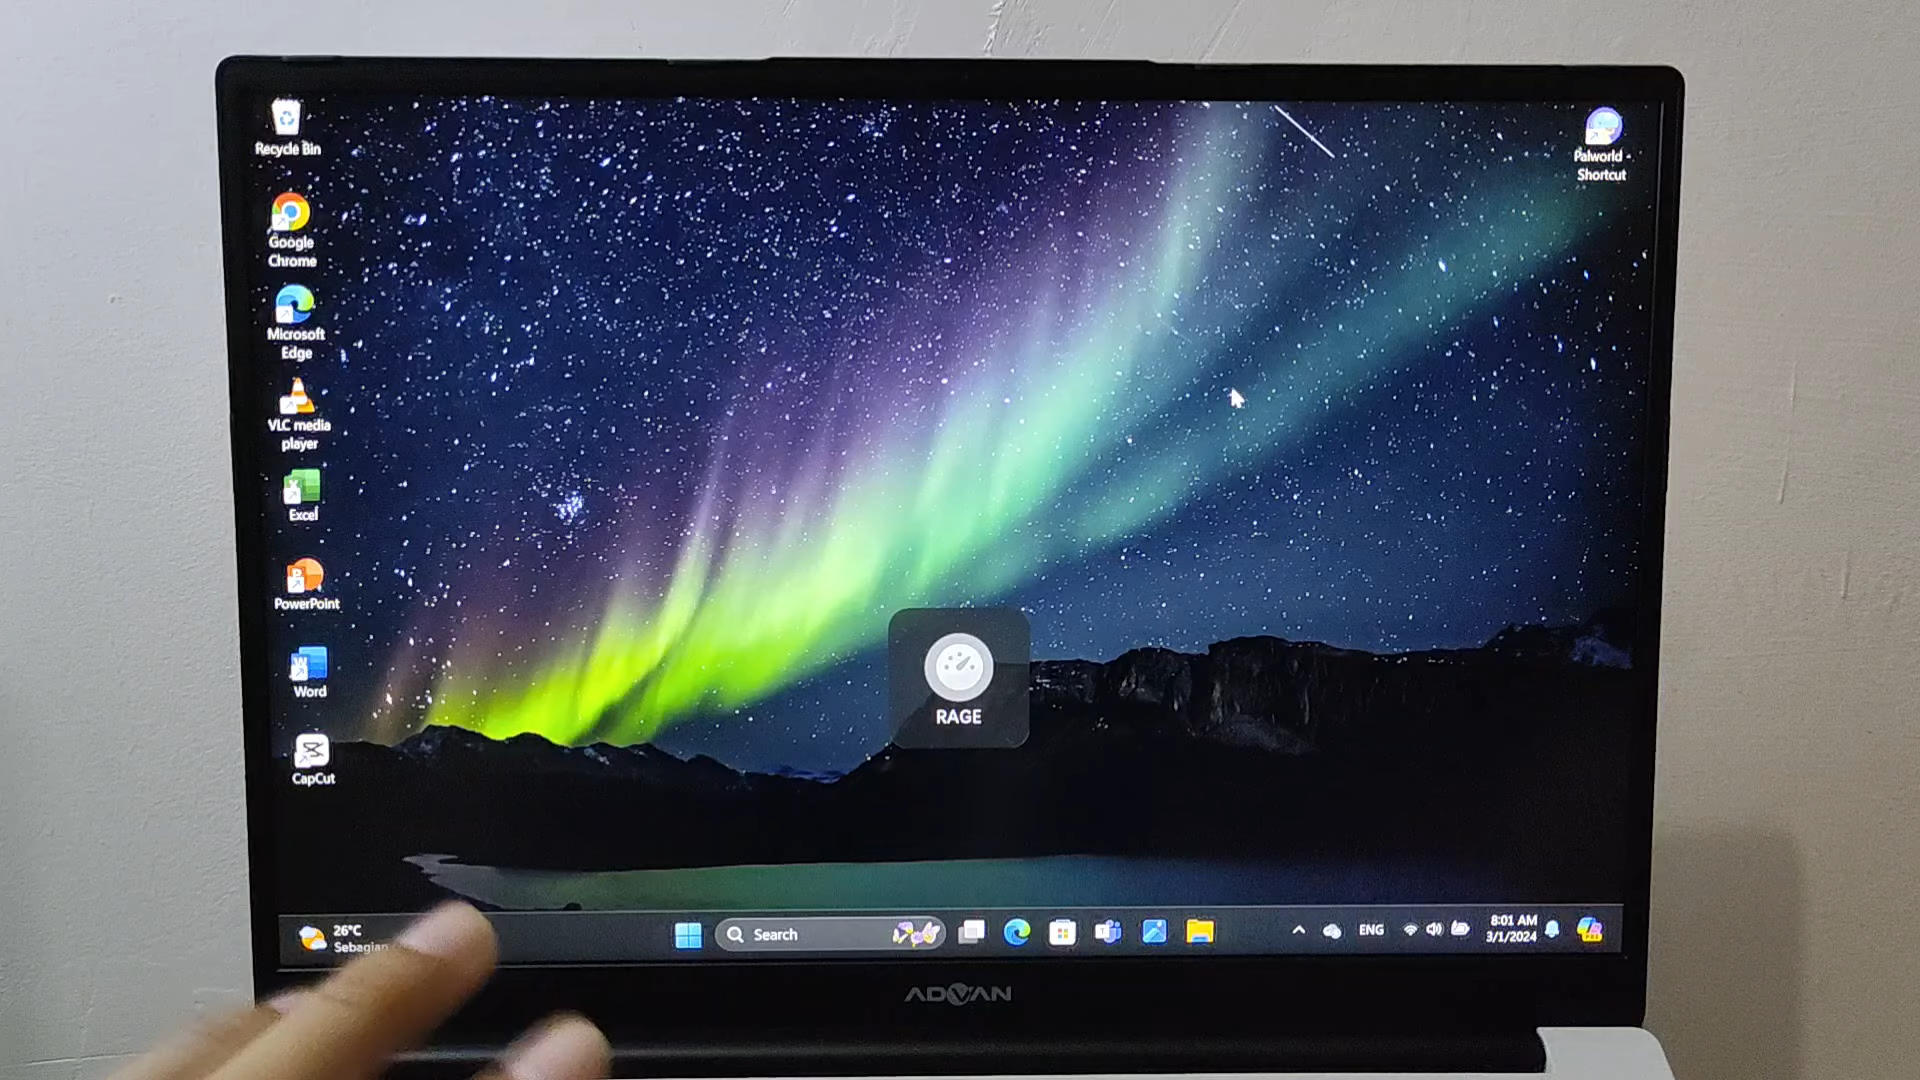 Recycle Bin
Google
Chrome
Microsoft
Edge
VLC media
player
Excel
PowerPoint
Word
CapCut
Palworld -
Shortcut
RAGE
26°C
Sebagian
Search
ENG
8:01 AM
3/1/2024
ADVAN